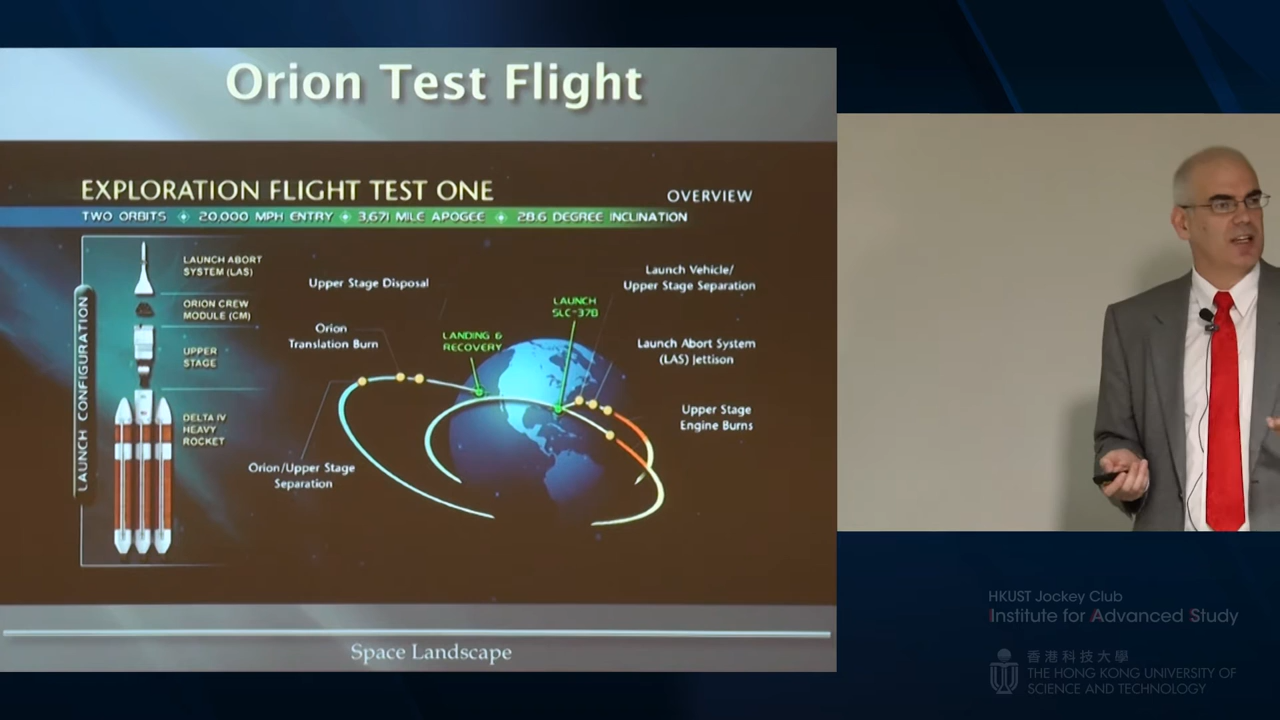 Orion Test Flight
EXPLORATION FLIGHT TEST ONE
OVERVIEW
TWO ORBITS 20,000 MPH ENTRY 3,671 MILE APOGEE 28.6 DEGREE INCLINATION
LAUNCH CONFIGURATION
LAUNCH ABORT
SYSTEM (LAS)
ORION CREW
MODULE (CM)
UPPER
STAGE
DELTA IV
HEAVY
ROCKET
Upper Stage Disposal
Orion
Translation Burn
LANDING &
RECOVERY
LAUNCH
SLC-37B
Launch Vehicle/
Upper Stage Separation
Launch Abort System
(LAS) Jettison
Upper Stage
Engine Burns
Orion/Upper Stage
Separation
Space Landscape
HKUST Jockey Club
Institute for Advanced Study
香港科技大學
THE HONG KONG UNIVERSITY OF
SCIENCE AND TECHNOLOGY